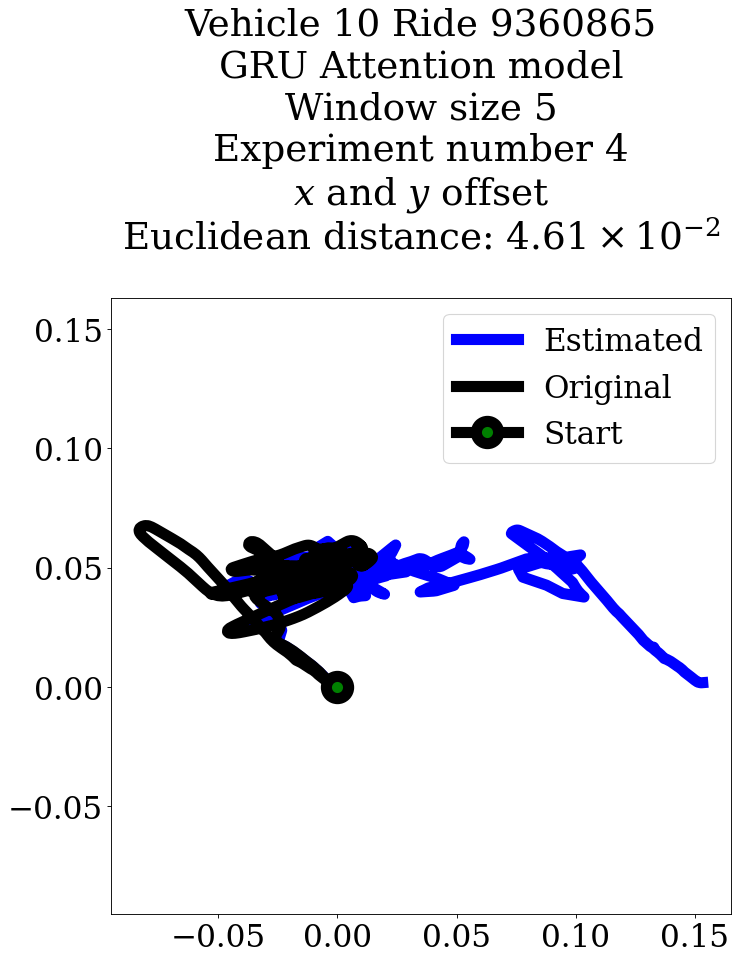 Vehicle 10 Ride 9360865
GRU Attention model
Window size 5
Experiment number 4
x and y offset
Euclidean distance: 4.61 × 10⁻²
Estimated
Original
Start
0.15
0.10
0.05
0.00
−0.05
−0.05 0.00 0.05 0.10 0.15